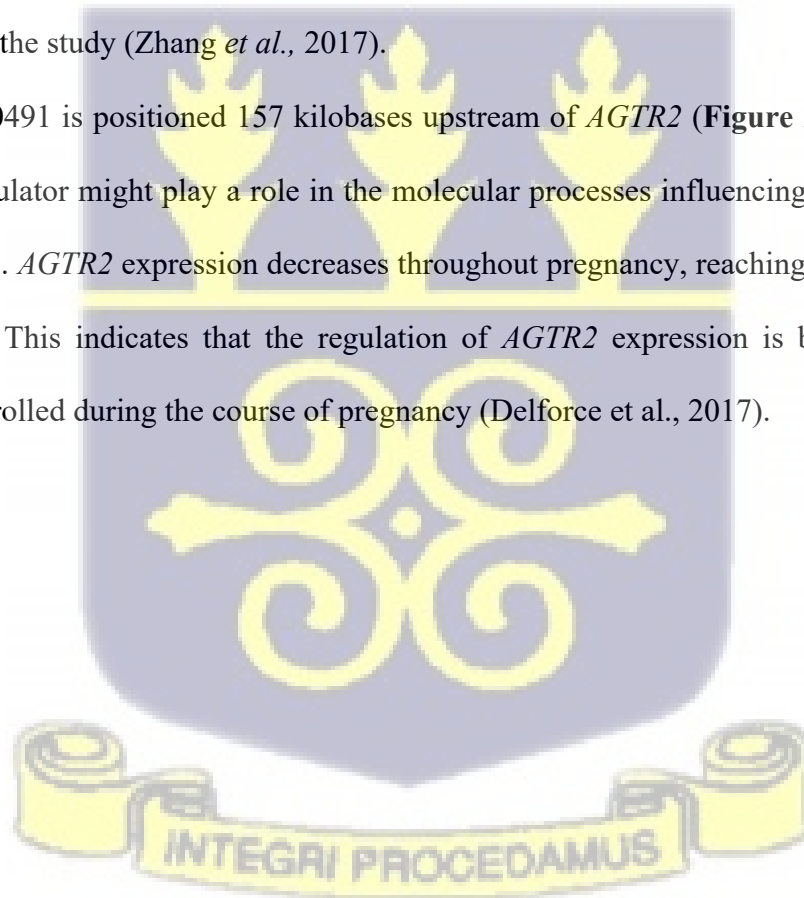 the study (Zhang et al., 2017).
491 is positioned 157 kilobases upstream of AGTR2 (Figure
ulator might play a role in the molecular processes influencing
. AGTR2 expression decreases throughout pregnancy, reaching
This indicates that the regulation of AGTR2 expression is
rolled during the course of pregnancy (Delforce et al., 2017).
INTEGRI PROCEDAMUS